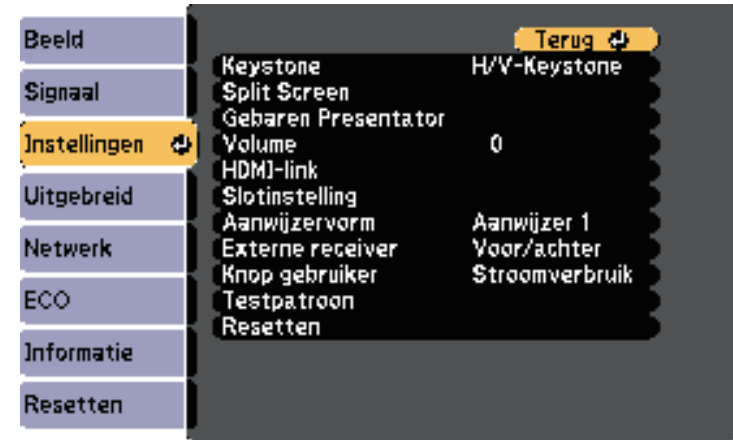 Beeld
Signaal
Instellingen
Uitgebreid
Netwerk
ECO
Informatie
Resetten
Terug
Keystone H/V-Keystone
Split Screen
Gebaren Presentator
Volume 0
HDMI-link
Slotinstelling
Aanwijzervorm Aanwijzer 1
Externe receiver Voor/achter
Knop gebruiker Stroomverbruik
Testpatroon
Resetten